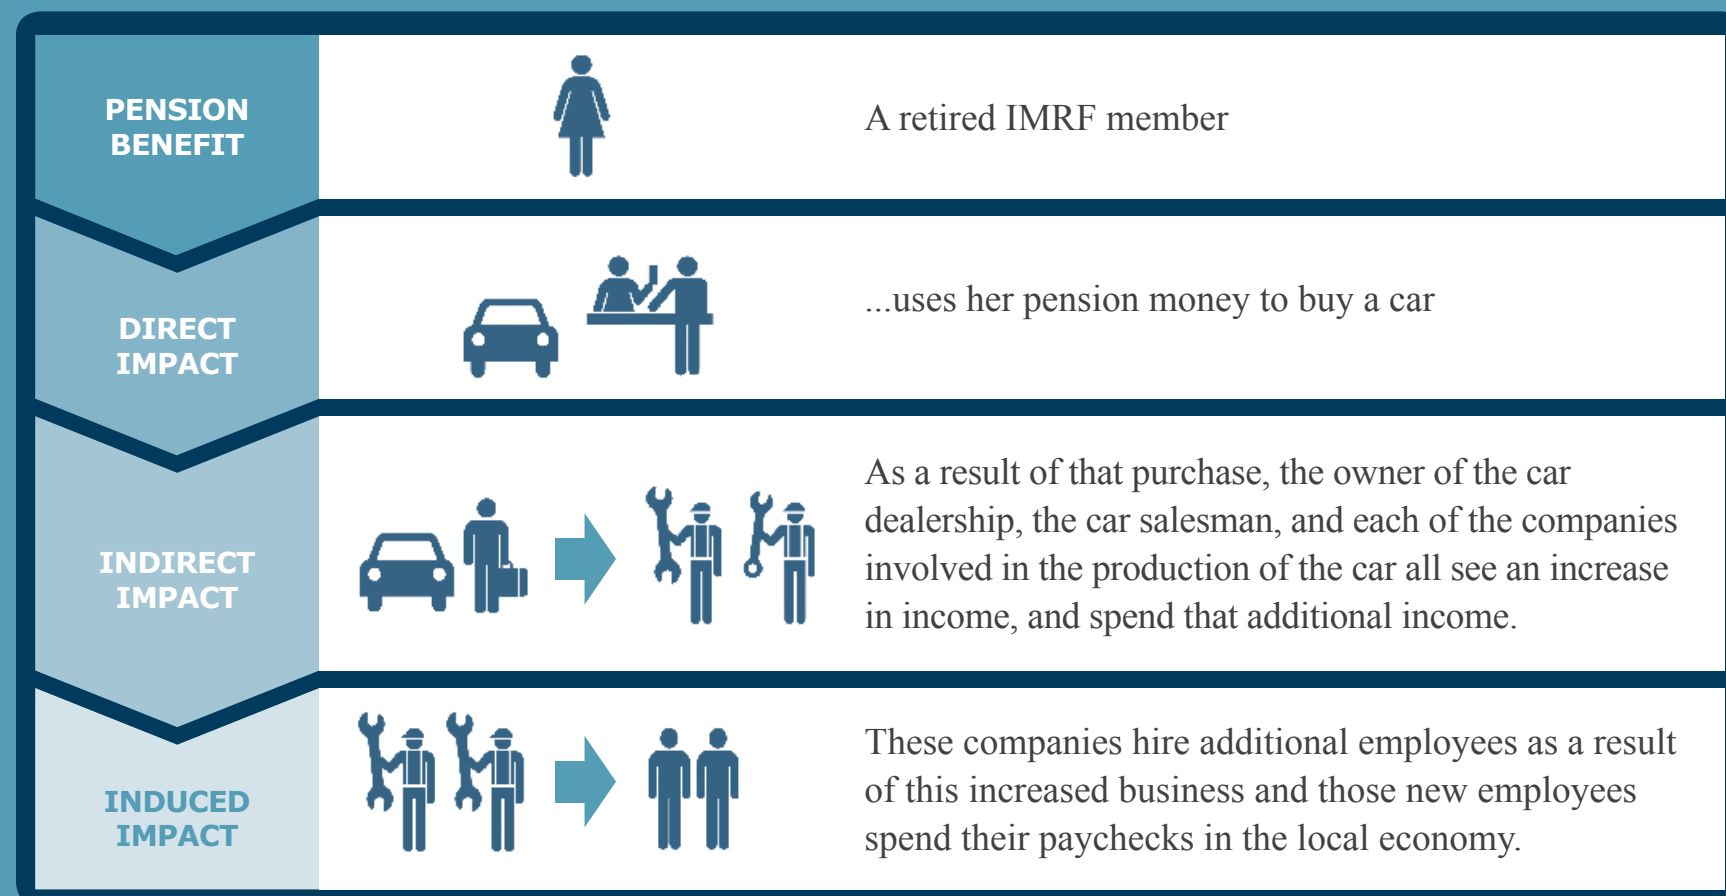 PENSION
BENEFIT
A retired IMRF member
DIRECT
IMPACT
...uses her pension money to buy a car
INDIRECT
IMPACT
As a result of that purchase, the owner of the car
dealership, the car salesman, and each of the companies
involved in the production of the car all see an increase
in income, and spend that additional income.
INDUCED
IMPACT
These companies hire additional employees as a result
of this increased business and those new employees
spend their paychecks in the local economy.